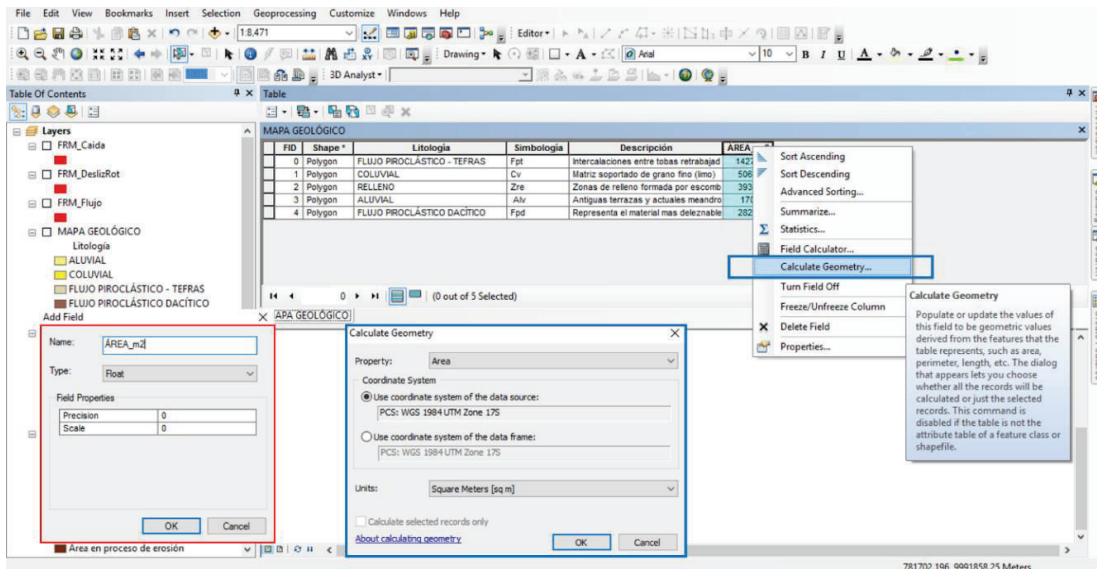 File Edit View Bookmarks Insert Selection Geoprocessing Customize Windows Help
1:8,471
Editor
Drawing
Arial
10
B I U A
3D Analyst
Table Of Contents
Layers
FRM_Caida
FRM_DeslizRot
FRM_Flujo
MAPA GEOLÓGICO
Litología
ALUVIAL
COLUVIAL
FLUJO PIROCLÁSTICO - TEFRAS
FLUJO PIROCLÁSTICO DACÍTICO
Area en proceso de erosión
Table
MAPA GEOLÓGICO
FID Shape * Litologia Simbologia Descripción
0 Polygon FLUJO PIROCLÁSTICO - TEFRAS Fpt Intercalaciones entre tobas retrabajad 1427
1 Polygon COLUVIAL Cv Matriz soportado de grano fino (limo) 506
2 Polygon RELLENO Zre Zonas de relleno formada por escomb 393
3 Polygon ALUVIAL Alv Antiguas terrazas y actuales meandro 170
4 Polygon FLUJO PIROCLÁSTICO DACÍTICO Fpd Representa el material mas deleznable 282
0 (0 out of 5 Selected)
APA GEOLÓGICO
Sort Ascending
Sort Descending
Advanced Sorting...
Summarize...
Statistics...
Field Calculator...
Calculate Geometry...
Turn Field Off
Freeze/Unfreeze Column
Delete Field
Properties...
Calculate Geometry
Populate or update the values of
this field to be geometric values
derived from the features that the
table represents, such as area,
perimeter, length, etc. The dialog
that appears lets you choose
whether all the records will be
calculated or just the selected
records. This command is
disabled if the table is not the
attribute table of a feature class or
shapefile.
Add Field
Name: ÁREA_m2
Type: Float
Field Properties
Precision 0
Scale 0
OK Cancel
Calculate Geometry
Property: Area
Coordinate System
Use coordinate system of the data source:
PCS: WGS 1984 UTM Zone 17S
Use coordinate system of the data frame:
PCS: WGS 1984 UTM Zone 17S
Units: Square Meters [sq m]
Calculate selected records only
About calculating geometry
OK Cancel
781702.196 9991858.25 Meters